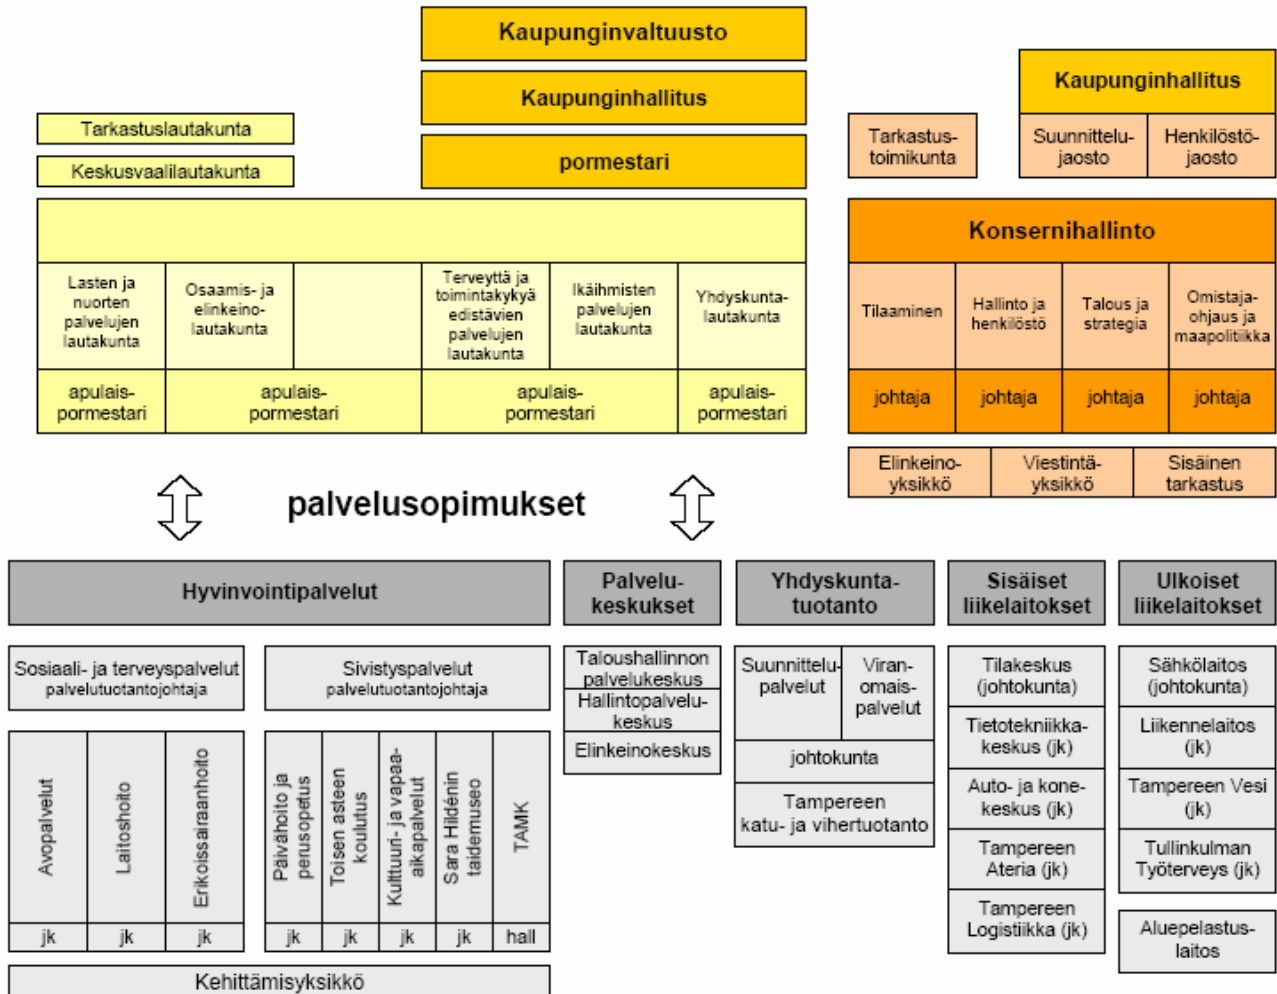 Kaupunginvaltuusto
Kaupunginhallitus
pormestari
Tarkastuslautakunta
Keskusvaalilautakunta
Lasten ja
nuorten
palvelujen
lautakunta
Osaamis- ja
elinkeino-
lautakunta
Terveyttä ja
toimintakykyä
edistävien
palvelujen
lautakunta
Ikäihmisten
palvelujen
lautakunta
Yhdyskunta-
lautakunta
apulais-
pormestari
apulais-
pormestari
apulais-
pormestari
apulais-
pormestari
Tarkastus-
toimikunta
Kaupunginhallitus
Suunnittelu-
jaosto
Henkilöstö-
jaosto
Konsernihallinto
Tilaaminen
Hallinto ja
henkilöstö
Talous ja
strategia
Omistaja-
ohjaus ja
maapolitiikka
johtaja
johtaja
johtaja
johtaja
Elinkeino-
yksikkö
Viestintä-
yksikkö
Sisäinen
tarkastus
palvelusopimukset
Hyvinvointipalvelut
Sosiaali- ja terveyspalvelut
palvelutuotantojohtaja
Sivistyspalvelut
palvelutuotantojohtaja
Avopalvelut
Laitoshoito
Erikoissairaanhoito
Päivähoito ja
perusopetus
Toisen asteen
koulutus
Kulttuuri- ja vapaa-
aikapalvelut
Sara Hildénin
taidemuseo
TAMK
jk
jk
jk
jk
jk
jk
jk
hall
Kehittämisyksikkö
Palvelu-
keskukset
Taloushallinnon
palvelukeskus
Hallintopalvelu-
keskus
Elinkeinokeskus
Yhdyskunta-
tuotanto
Suunnittelu-
palvelut
Viran-
omais-
palvelut
johtokunta
Tampereen
katu- ja vihertuotanto
Sisäiset
liikelaitokset
Tilakeskus
(johtokunta)
Tietotekniikka-
keskus (jk)
Auto- ja kone-
keskus (jk)
Tampereen
Ateria (jk)
Tampereen
Logistiikka (jk)
Ulkoiset
liikelaitokset
Sähkölaitos
(johtokunta)
Liikennelaitos
(jk)
Tampereen Vesi
(jk)
Tullinkulman
Työterveys (jk)
Aluepelastus-
laitos